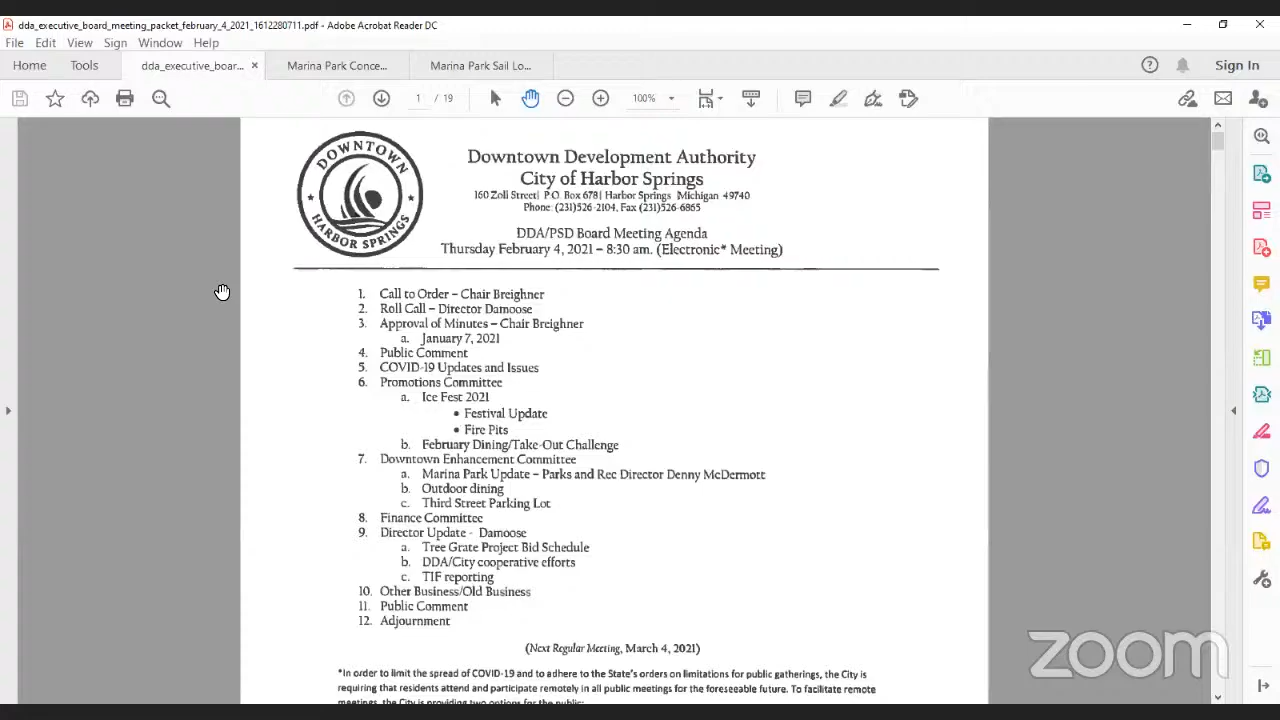 dda_executive_board_meeting_packet_february_4_2021_1612280711.pdf - Adobe Acrobat Reader DC
File Edit View Sign Window Help
Home Tools dda_executive_boar... × Marina Park Conce... Marina Park Sail Lo... Sign In
1 / 19 100%
DOWNTOWN
HARBOR SPRINGS
Downtown Development Authority
City of Harbor Springs
160 Zoll Street| P.O. Box 678| Harbor Springs Michigan 49740
Phone: (231)526-2104, Fax (231)526-6865
DDA/PSD Board Meeting Agenda
Thursday February 4, 2021 – 8:30 am. (Electronic* Meeting)
1. Call to Order – Chair Breighner
2. Roll Call – Director Damoose
3. Approval of Minutes – Chair Breighner
a. January 7, 2021
4. Public Comment
5. COVID-19 Updates and Issues
6. Promotions Committee
a. Ice Fest 2021
• Festival Update
• Fire Pits
b. February Dining/Take-Out Challenge
7. Downtown Enhancement Committee
a. Marina Park Update – Parks and Rec Director Denny McDermott
b. Outdoor dining
c. Third Street Parking Lot
8. Finance Committee
9. Director Update - Damoose
a. Tree Grate Project Bid Schedule
b. DDA/City cooperative efforts
c. TIF reporting
10. Other Business/Old Business
11. Public Comment
12. Adjournment
(Next Regular Meeting, March 4, 2021)
*In order to limit the spread of COVID-19 and to adhere to the State's orders on limitations for public gatherings, the City is
requiring that residents attend and participate remotely in all public meetings for the foreseeable future. To facilitate remote
meetings, the City is providing two options for the public:
zoom